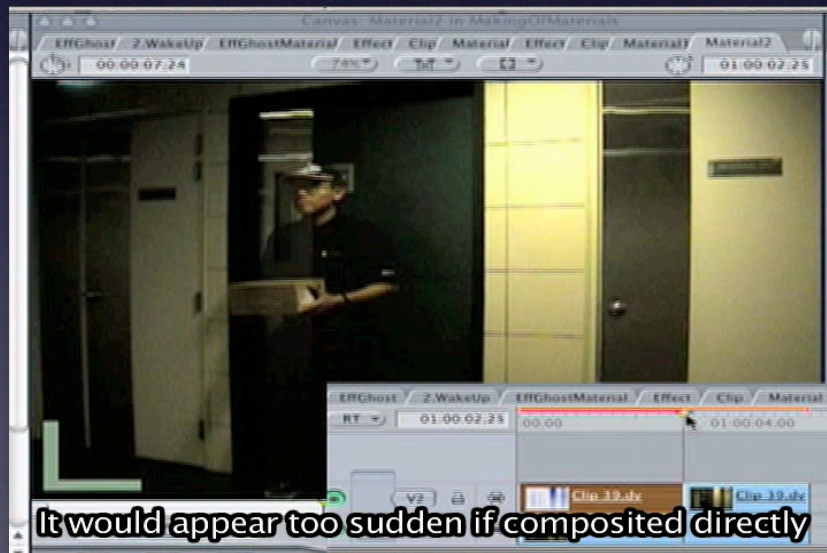 Canvas: Material2 in MakingOfMaterials
EffGhost 2.WakeUp EffGhostMaterial Effect Clip Material Effect Clip Material1 Material2
00:00:07:24 74% 01:00:02:25
EffGhost 2.WakeUp EffGhostMaterial Effect Clip Material
RT 01:00:02:25 00:00 01:00:04:00
V2 Clip 39.dv Clip 39.dv
It would appear too sudden if composited directly